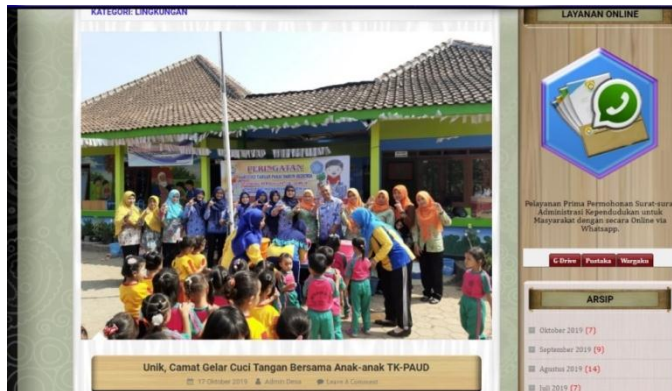 KATEGORI: LINGKUNGAN
PERINGATAN
Unik, Camat Gelar Cuci Tangan Bersama Anak-anak TK-PAUD
17 Oktober 2019 Admin Desa Leave A Comment
LAYANAN ONLINE
Pelayanan Prima Permohonan Surat-sura
Administrasi Kependudukan untuk
Masyarakat dengan secara Online via
Whatsapp.
G-Drive Pustaka Wargaku
ARSIP
Oktober 2019 (7)
September 2019 (9)
Agustus 2019 (14)
Juli 2019 (7)